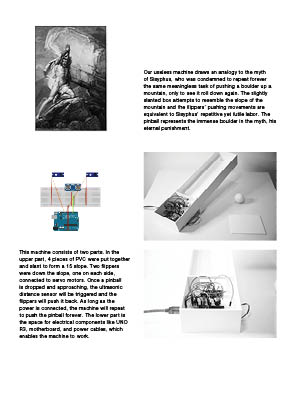 Our useless machine draws an analogy to the myth
of Sisyphus, who was condemned to repeat forever
the same meaningless task of pushing a boulder up a
mountain, only to see it roll down again. The slightly
slanted box attempts to resemble the slope of the
mountain and the flippers' pushing movements are
equivalent to Sisyphus' repetitive yet futile labor. The
pinball represents the immense boulder in the myth, his
eternal punishment.
This machine consists of two parts. In the
upper part, 4 pieces of PVC were put together
and slant to form a 15 slope. Two flippers
were down the slope, one on each side,
connected to servo motors. Once a pinball
is dropped and approaching, the ultrasonic
distance sensor will be triggered and the
flippers will push it back. As long as the
power is connected, the machine will repeat
to push the pinball forever. The lower part is
the space for electrical components like UNO
R3, motherboard, and power cables, which
enables the machine to work.